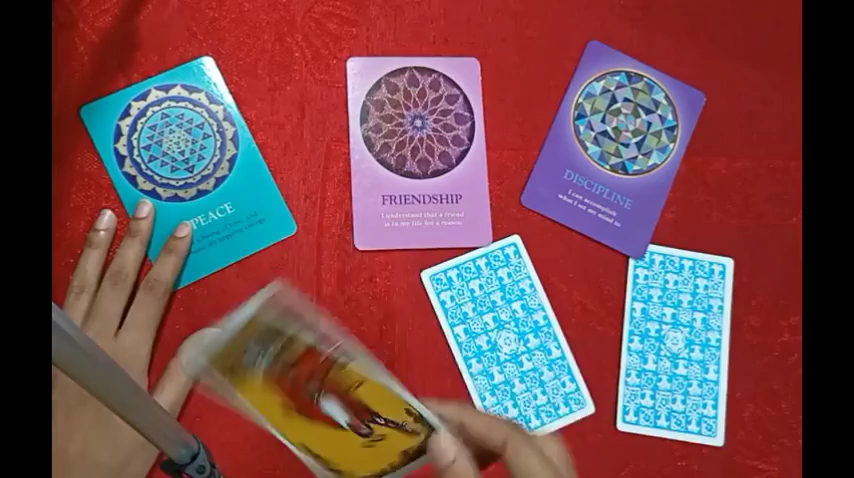 PEACE
FRIENDSHIP
I understand that a friend
is in my life for a reason
DISCIPLINE
I can accomplish
what I set my mind to